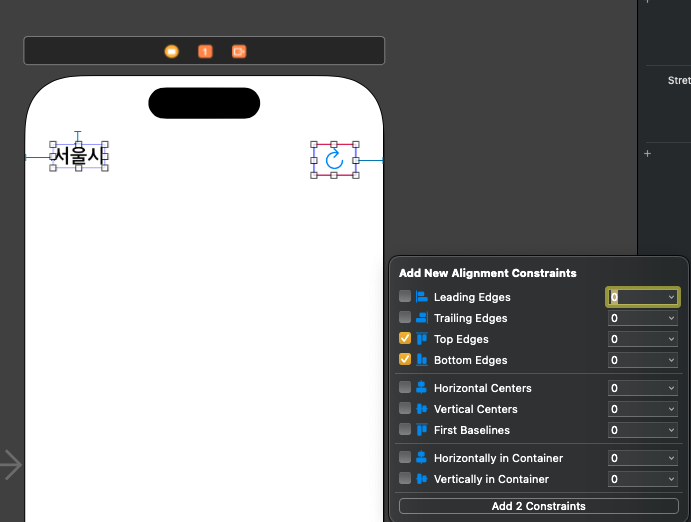 1
서울시
Stret
Add New Alignment Constraints
Leading Edges 0
Trailing Edges 0
Top Edges 0
Bottom Edges 0
Horizontal Centers 0
Vertical Centers 0
First Baselines 0
Horizontally in Container 0
Vertically in Container 0
Add 2 Constraints